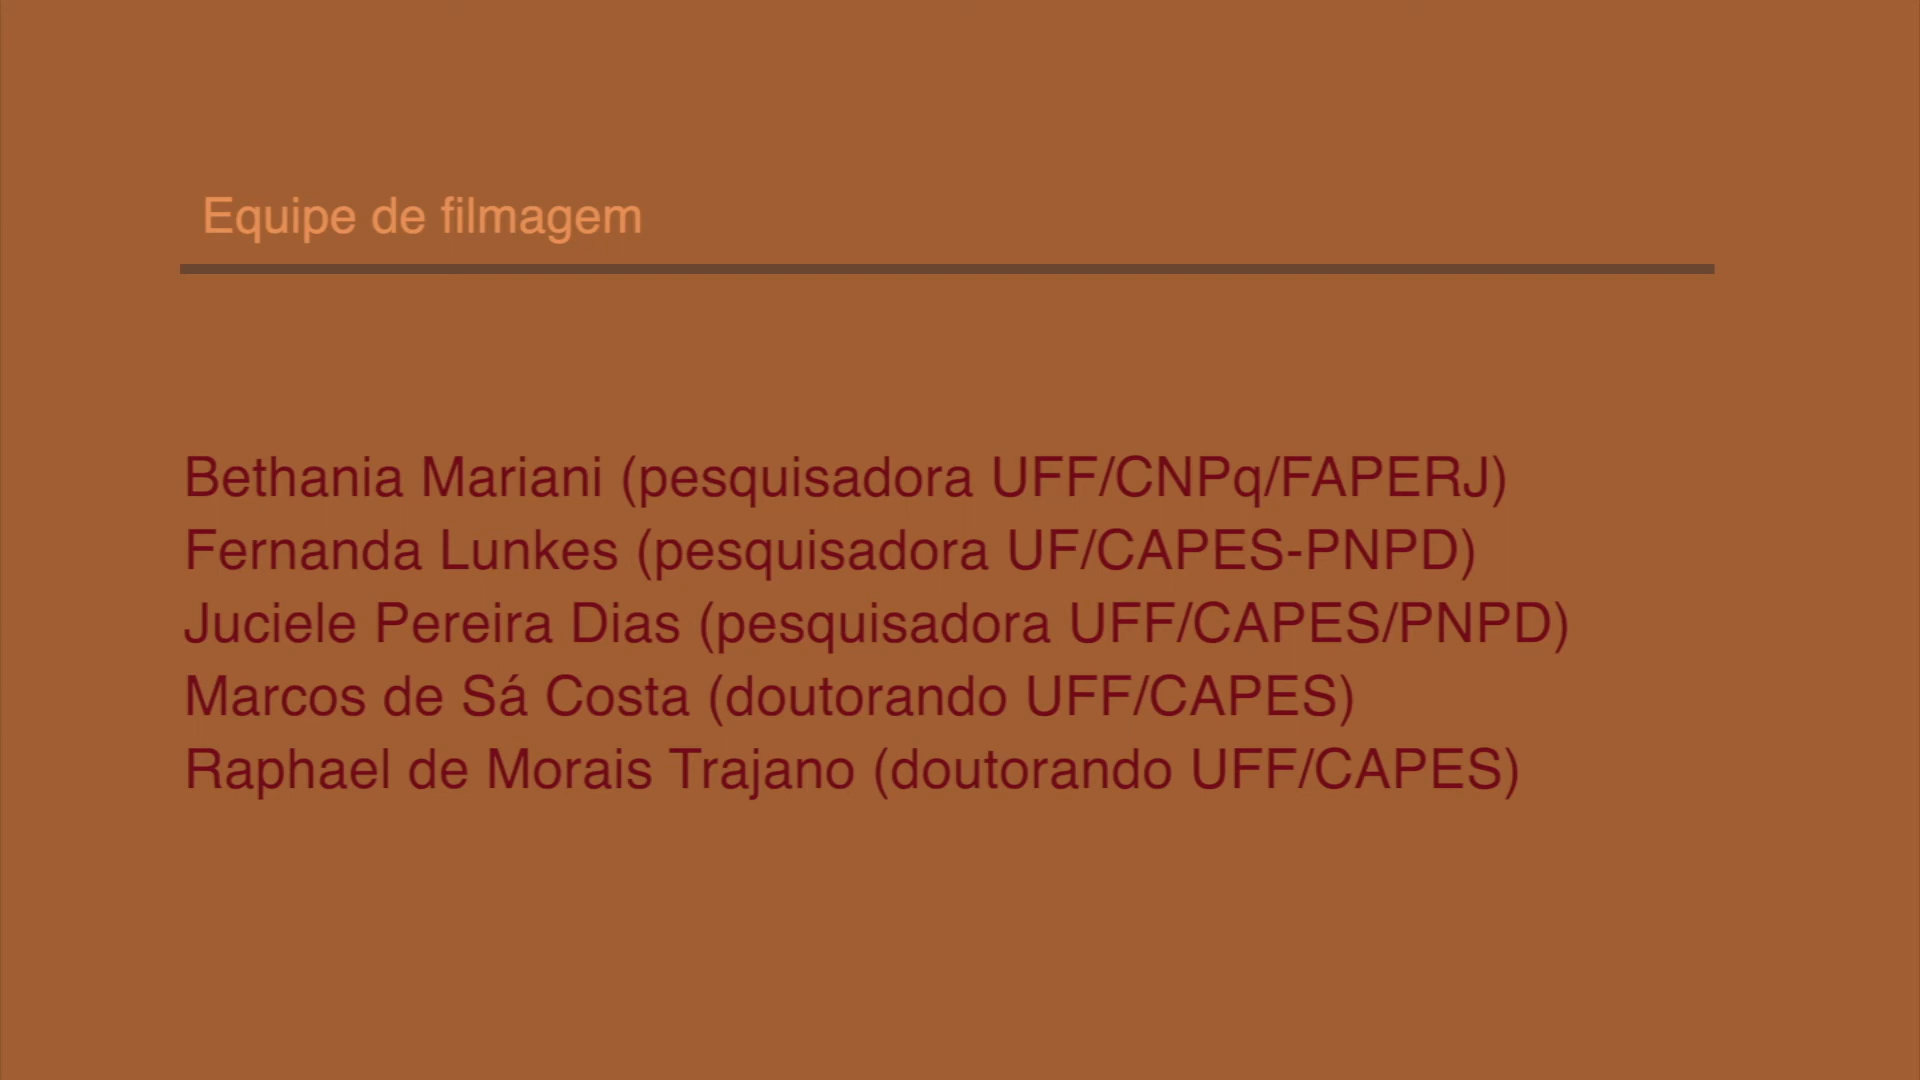 Equipe de filmagem
Bethania Mariani (pesquisadora UFF/CNPq/FAPERJ)
Fernanda Lunkes (pesquisadora UF/CAPES-PNPD)
Juciele Pereira Dias (pesquisadora UFF/CAPES/PNPD)
Marcos de Sá Costa (doutorando UFF/CAPES)
Raphael de Morais Trajano (doutorando UFF/CAPES)